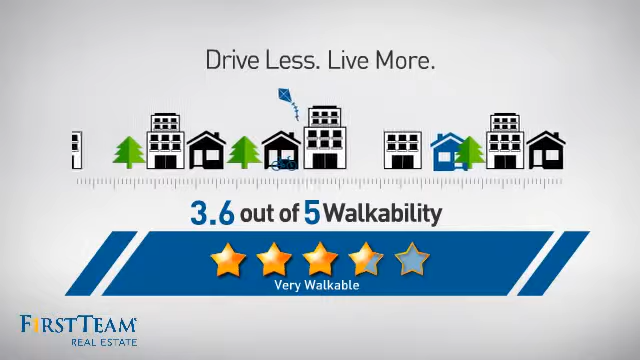 Drive Less. Live More.
3.6 out of 5 Walkability
Very Walkable
FIRSTTEAM®
REAL ESTATE